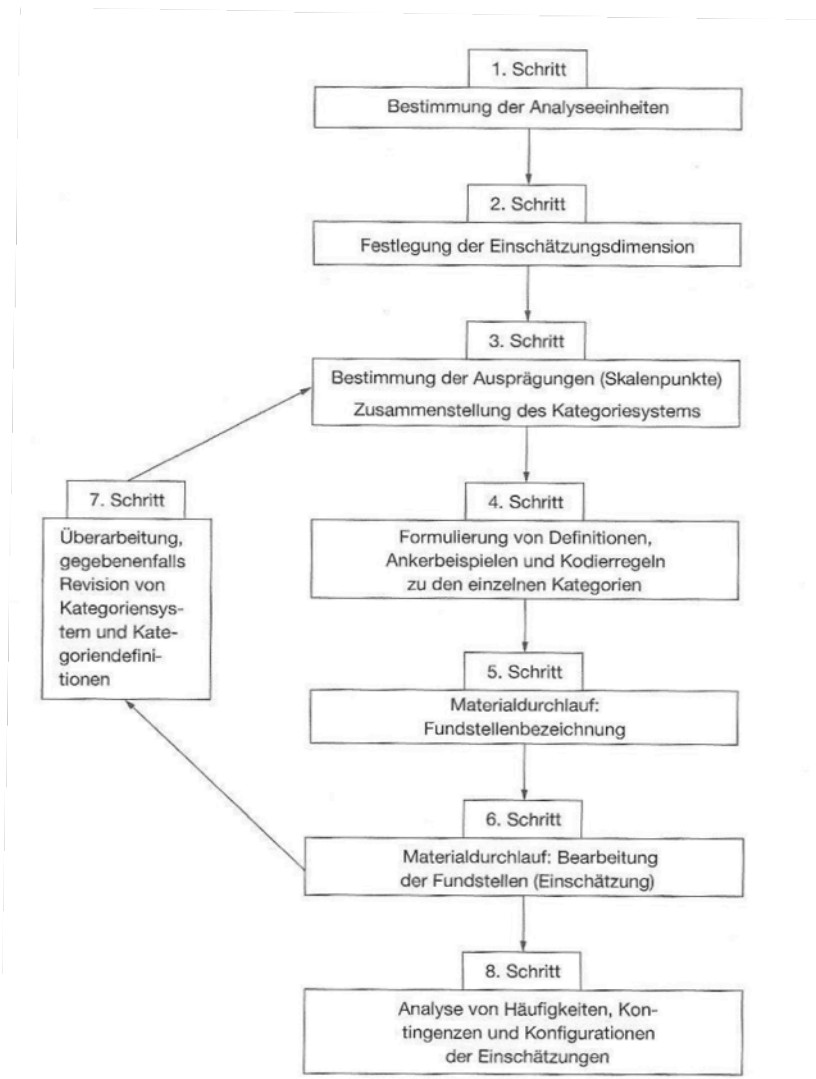 1. Schritt
Bestimmung der Analyseeinheiten
2. Schritt
Festlegung der Einschätzungsdimension
3. Schritt
Bestimmung der Ausprägungen (Skalenpunkte)
Zusammenstellung des Kategoriesystems
4. Schritt
Formulierung von Definitionen,
Ankerbeispielen und Kodierregeln
zu den einzelnen Kategorien
5. Schritt
Materialdurchlauf:
Fundstellenbezeichnung
6. Schritt
Materialdurchlauf: Bearbeitung
der Fundstellen (Einschätzung)
7. Schritt
Überarbeitung,
gegebenenfalls
Revision von
Kategoriensys-
tem und Kate-
goriendefini-
tionen
8. Schritt
Analyse von Häufigkeiten, Kon-
tingenzen und Konfigurationen
der Einschätzungen